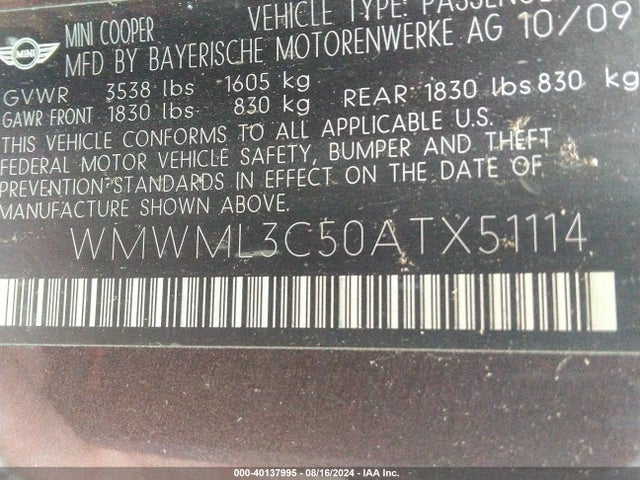 MINI COOPER VEHICLE TYPE: PASSENGER
MINI MFD BY BAYERISCHE MOTORENWERKE AG 10/09
GVWR 3538 lbs 1605 kg
GAWR FRONT 1830 lbs 830 kg REAR: 1830 lbs 830 kg
THIS VEHICLE CONFORMS TO ALL APPLICABLE U.S.
FEDERAL MOTOR VEHICLE SAFETY, BUMPER AND THEFT
PREVENTION STANDARDS IN EFFECT ON THE DATE OF
MANUFACTURE SHOWN ABOVE.
WMWML3C50ATX51114
000-40137995 - 08/16/2024 - IAA Inc.